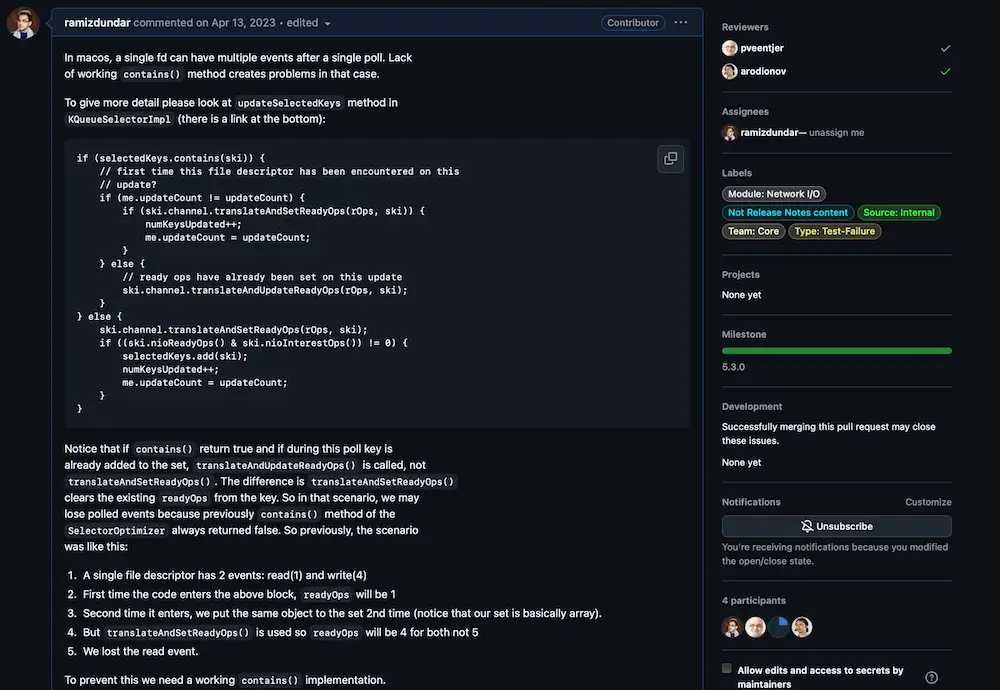 ramizdundar commented on Apr 13, 2023 • edited
Contributor
In macos, a single fd can have multiple events after a single poll. Lack
of working contains() method creates problems in that case.
To give more detail please look at updateSelectedKeys method in
KQueueSelectorImpl (there is a link at the bottom):
if (selectedKeys.contains(ski)) {
    // first time this file descriptor has been encountered on this
    // update?
    if (me.updateCount != updateCount) {
        if (ski.channel.translateAndSetReadyOps(rOps, ski)) {
            numKeysUpdated++;
            me.updateCount = updateCount;
        }
    } else {
        // ready ops have already been set on this update
        ski.channel.translateAndUpdateReadyOps(rOps, ski);
    }
} else {
    ski.channel.translateAndSetReadyOps(rOps, ski);
    if ((ski.nioReadyOps() & ski.nioInterestOps()) != 0) {
        selectedKeys.add(ski);
        numKeysUpdated++;
        me.updateCount = updateCount;
    }
}
Notice that if contains() return true and if during this poll key is
already added to the set, translateAndUpdateReadyOps() is called, not
translateAndSetReadyOps(). The difference is translateAndSetReadyOps()
clears the existing readyOps from the key. So in that scenario, we may
lose polled events because previously contains() method of the
SelectorOptimizer always returned false. So previously, the scenario
was like this:
1. A single file descriptor has 2 events: read(1) and write(4)
2. First time the code enters the above block, readyOps will be 1
3. Second time it enters, we put the same object to the set 2nd time (notice that our set is basically array).
4. But translateAndSetReadyOps() is used so readyOps will be 4 for both not 5
5. We lost the read event.
To prevent this we need a working contains() implementation.
Reviewers
pveentjer
arodionov
Assignees
ramizdundar— unassign me
Labels
Module: Network I/O
Not Release Notes content
Source: Internal
Team: Core
Type: Test-Failure
Projects
None yet
Milestone
5.3.0
Development
Successfully merging this pull request may close
these issues.
None yet
Notifications
Customize
Unsubscribe
You're receiving notifications because you modified
the open/close state.
4 participants
Allow edits and access to secrets by
maintainers